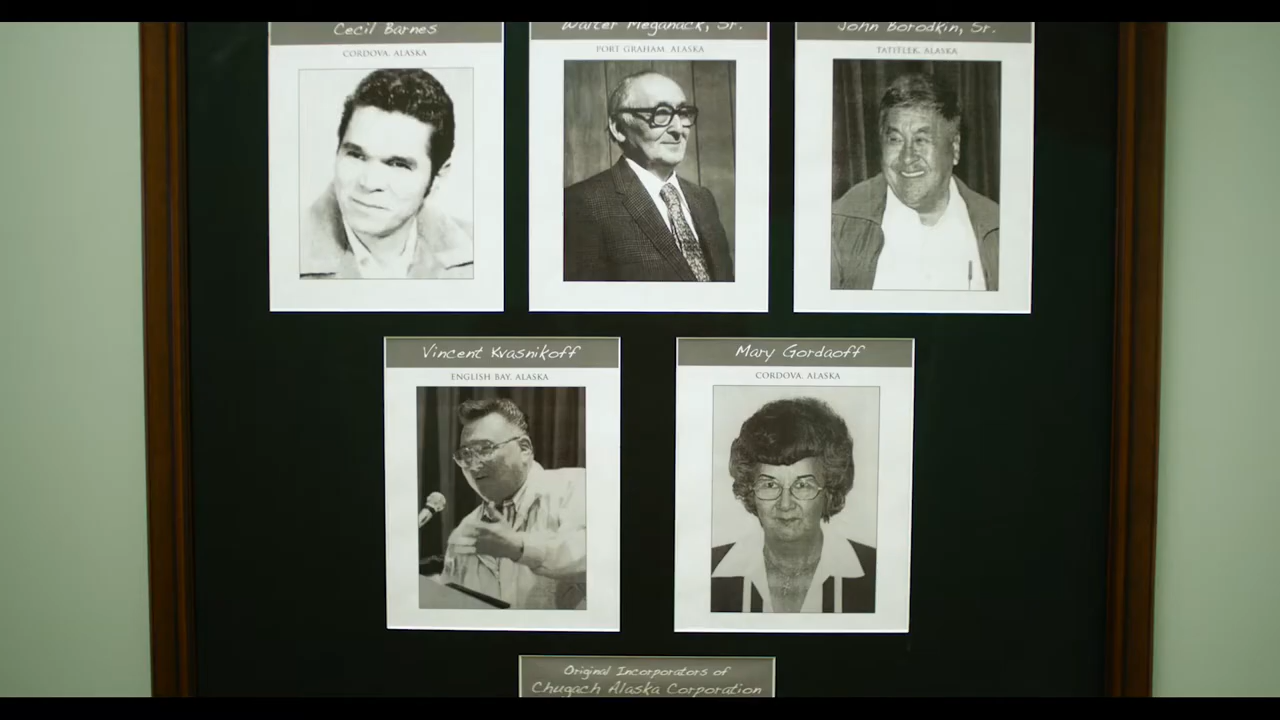 Cecil Barnes
CORDOVA, ALASKA
Walter Meganack, Sr.
PORT GRAHAM, ALASKA
John Borodkin, Sr.
TATITLEK, ALASKA
Vincent Kvasnikoff
ENGLISH BAY, ALASKA
Mary Gordaoff
CORDOVA, ALASKA
Original Incorporators of
Chugach Alaska Corporation